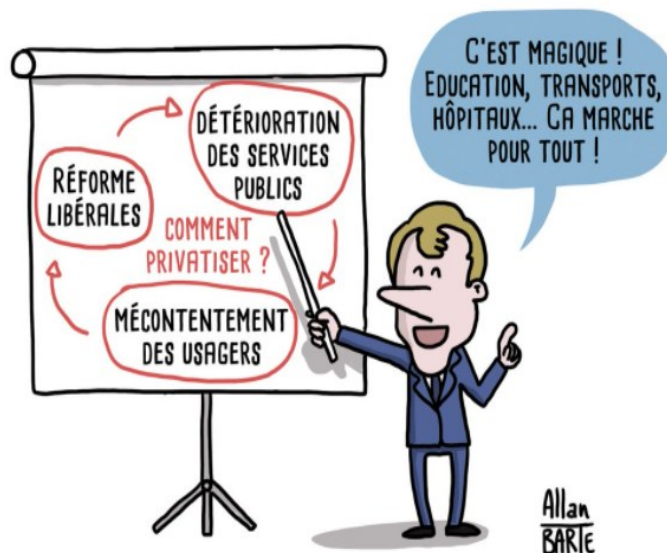 COMMENT
PRIVATISER ?
DÉTÉRIORATION
DES SERVICES
PUBLICS
MÉCONTENTEMENT
DES USAGERS
RÉFORME
LIBÉRALES
C'EST MAGIQUE !
EDUCATION, TRANSPORTS,
HÔPITAUX... CA MARCHE
POUR TOUT !
Allan
BARTE